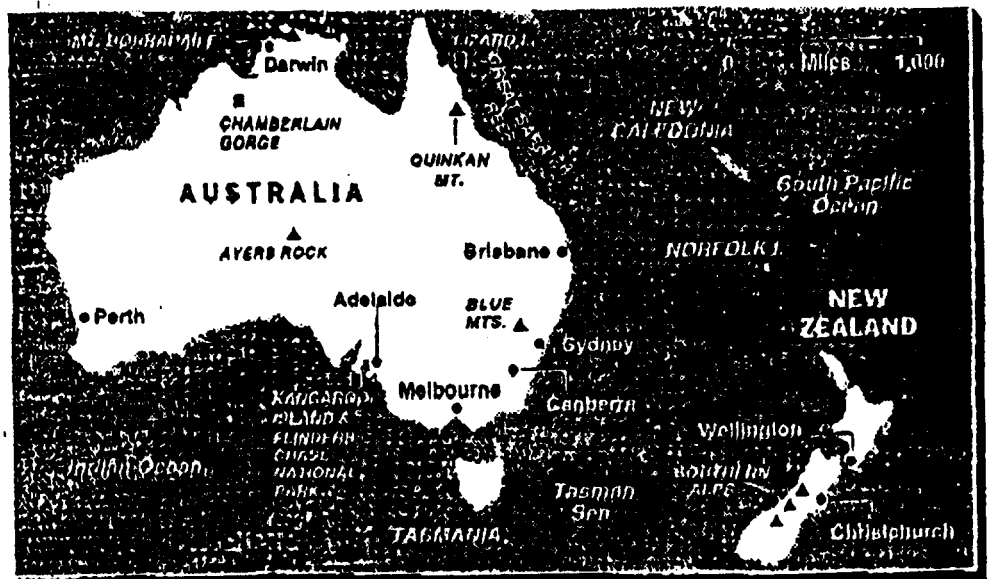 Darwin
0 Miles 1,000
CHAMBERLAIN
GORGE
NEW
CALEDONIA
QUINKAN
MT.
AUSTRALIA
South Pacific
Ocean
AYERS ROCK
Brisbane
NORFOLK I.
Adelaide
BLUE
MTS.
NEW
ZEALAND
Perth
Sydney
Melbourne
Canberra
KANGAROO
ISLAND &
FLINDERS
CHASE
NATIONAL
PARK
Wellington
Indian Ocean
SOUTHERN
ALPS
Tasman
Sea
TASMANIA
Christchurch